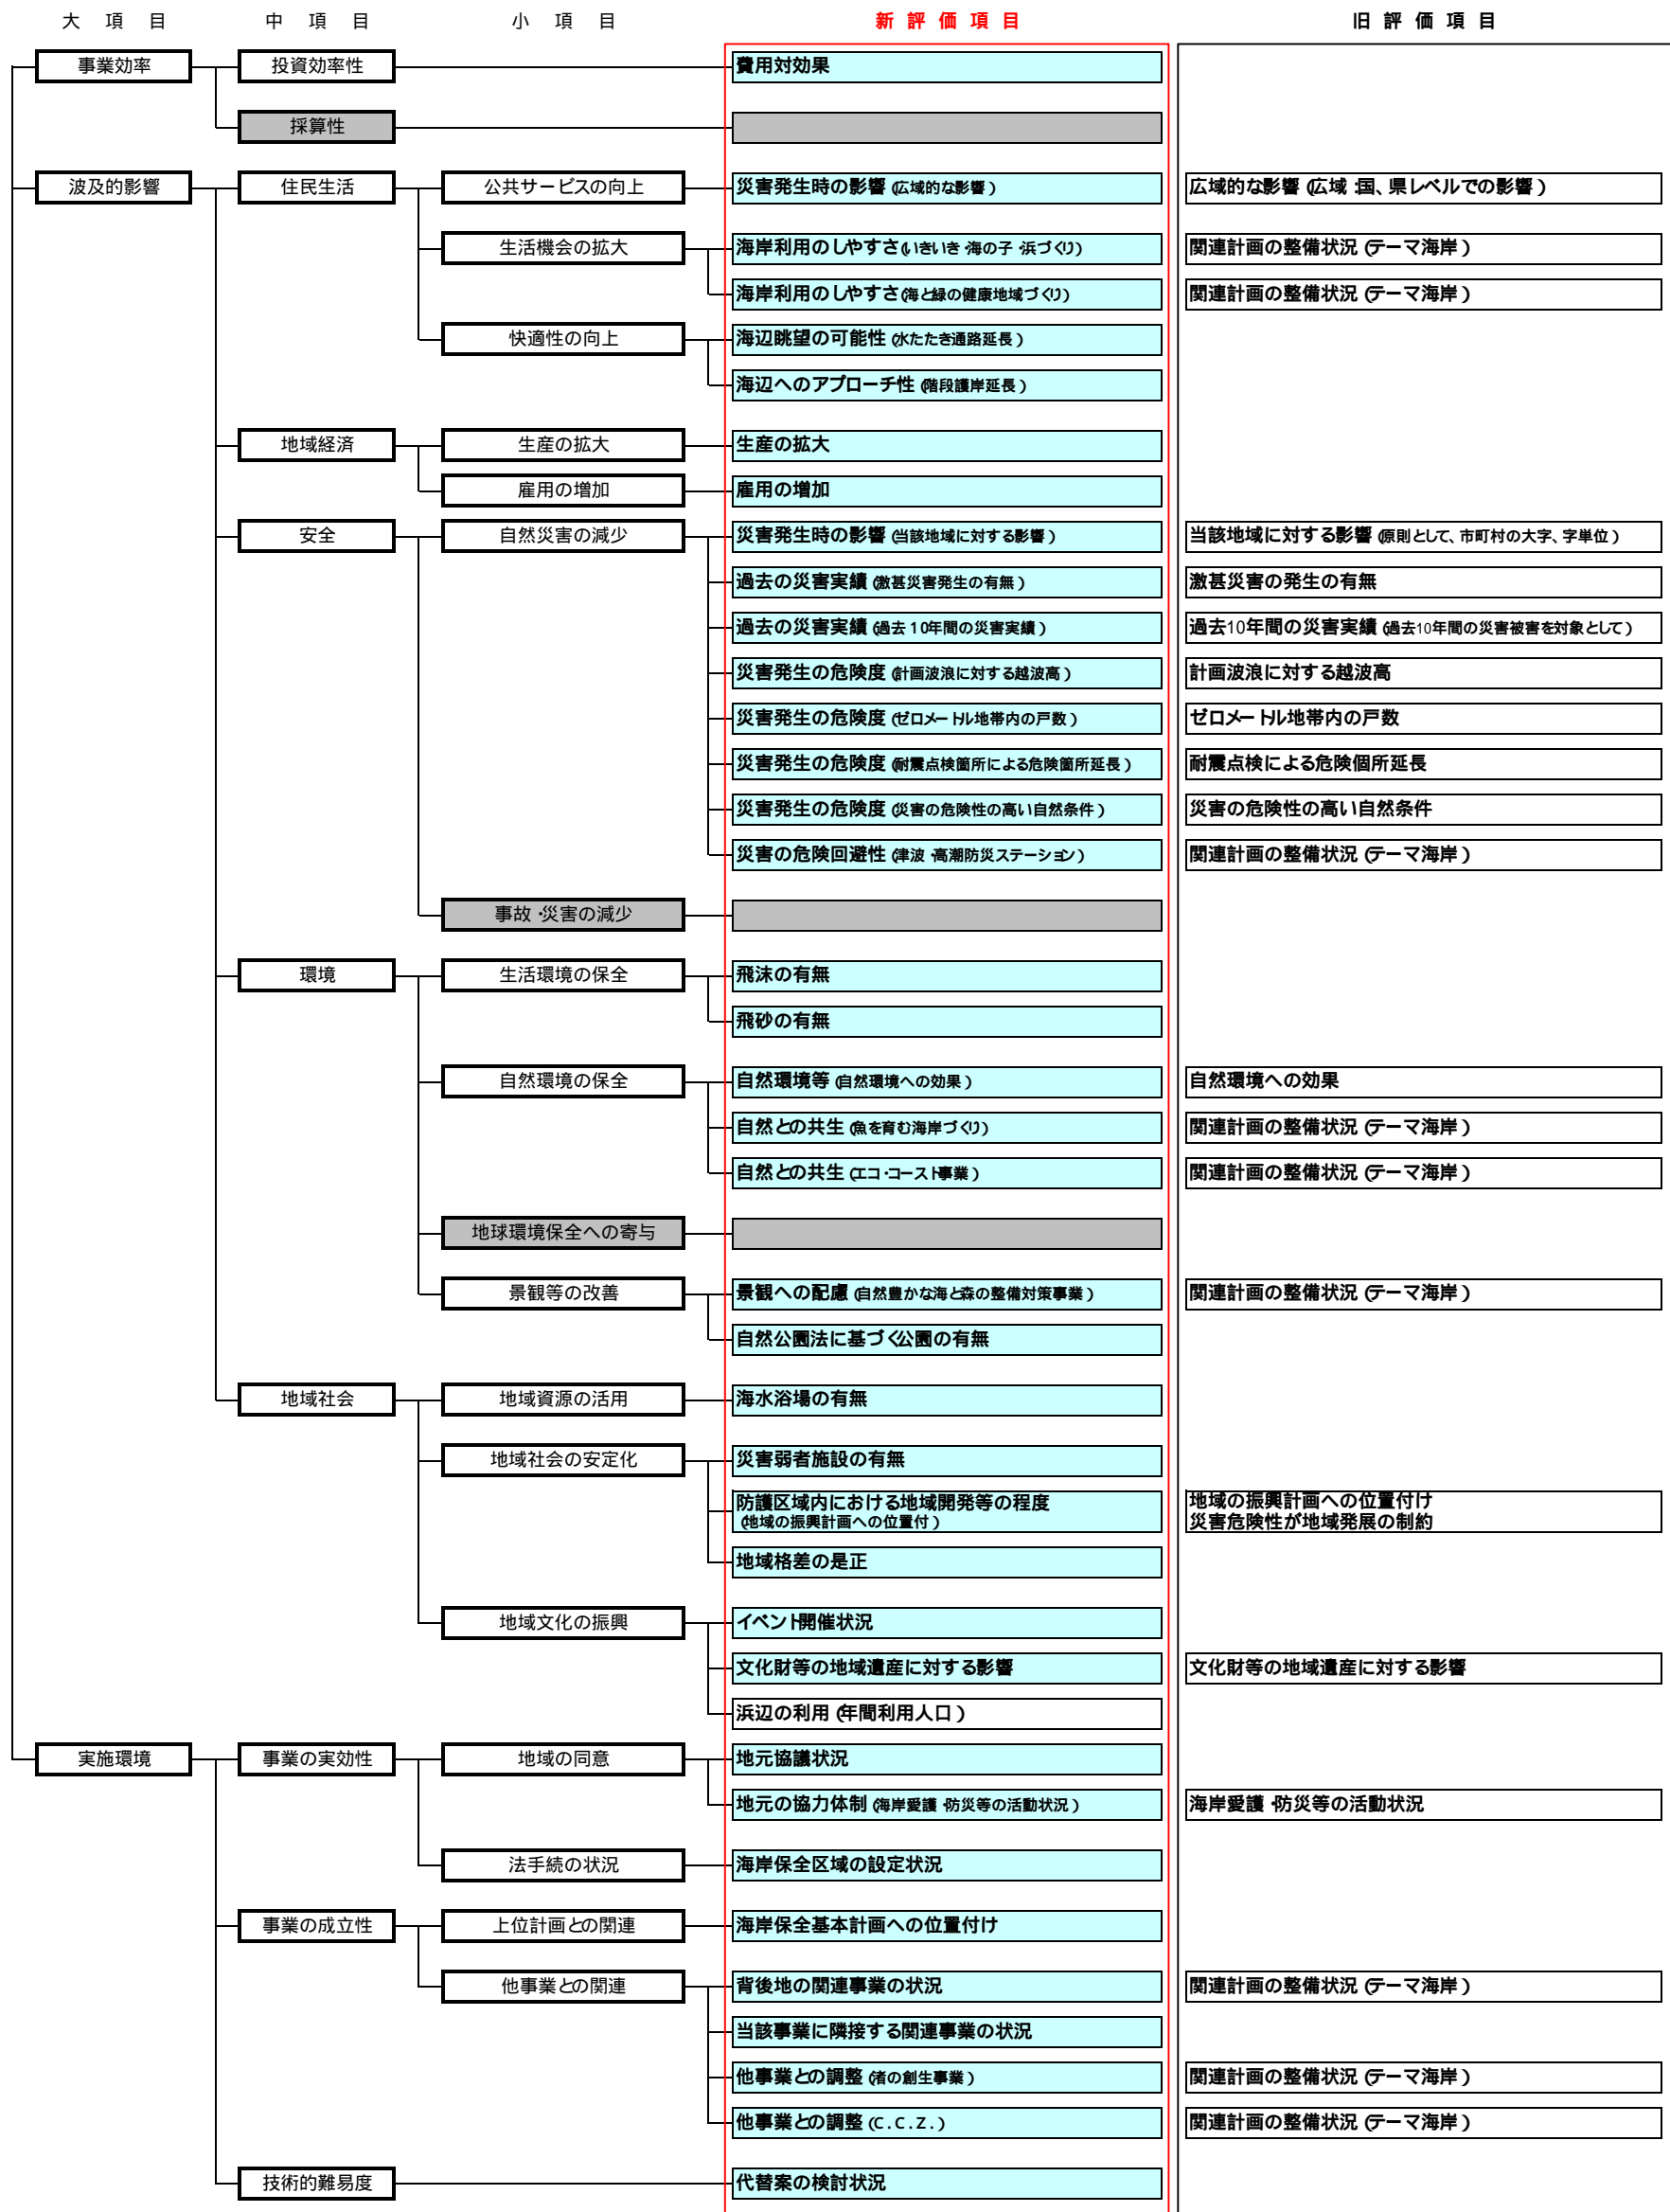 大 項 目 中 項 目 小 項 目 新 評 価 項 目 旧 評 価 項 目
事業効率 投資効率性 費用対効果
採算性
波及的影響 住民生活 公共サービスの向上 災害発生時の影響 (広域的な影響) 広域的な影響 (広域:国、県レベルでの影響)
生活機会の拡大 海岸利用のしやすさ(いきいき・海の子・浜づくり) 関連計画の整備状況 (テーマ海岸)
海岸利用のしやすさ(海と緑の健康地域づくり) 関連計画の整備状況 (テーマ海岸)
快適性の向上 海辺眺望の可能性 (水たたき通路延長)
海辺へのアプローチ性 (階段護岸延長)
地域経済 生産の拡大 生産の拡大
雇用の増加 雇用の増加
安全 自然災害の減少 災害発生時の影響 (当該地域に対する影響) 当該地域に対する影響 (原則として、市町村の大字、字単位)
過去の災害実績 (激甚災害発生の有無) 激甚災害の発生の有無
過去の災害実績 (過去10年間の災害実績) 過去10年間の災害実績 (過去10年間の災害被害を対象として)
災害発生の危険度 (計画波浪に対する越波高) 計画波浪に対する越波高
災害発生の危険度 (ゼロメートル地帯内の戸数) ゼロメートル地帯内の戸数
災害発生の危険度 (耐震点検箇所による危険箇所延長) 耐震点検による危険個所延長
災害発生の危険度 (災害の危険性の高い自然条件) 災害の危険性の高い自然条件
災害の危険回避性 (津波・高潮防災ステーション) 関連計画の整備状況 (テーマ海岸)
事故・災害の減少
環境 生活環境の保全 飛沫の有無
飛砂の有無
自然環境の保全 自然環境等 (自然環境への効果) 自然環境への効果
自然との共生 (魚を育む海岸づくり) 関連計画の整備状況 (テーマ海岸)
自然との共生 (エコ・コースト事業) 関連計画の整備状況 (テーマ海岸)
地球環境保全への寄与
景観等の改善 景観への配慮 (自然豊かな海と森の整備対策事業) 関連計画の整備状況 (テーマ海岸)
自然公園法に基づく公園の有無
地域社会 地域資源の活用 海水浴場の有無
地域社会の安定化 災害弱者施設の有無
防護区域内における地域開発等の程度 地域の振興計画への位置付け
(地域の振興計画への位置付) 災害危険性が地域発展の制約
地域格差の是正
地域文化の振興 イベント開催状況
文化財等の地域遺産に対する影響 文化財等の地域遺産に対する影響
浜辺の利用 (年間利用人口)
実施環境 事業の実効性 地域の同意 地元協議状況
地元の協力体制 (海岸愛護・防災等の活動状況) 海岸愛護・防災等の活動状況
法手続の状況 海岸保全区域の設定状況
事業の成立性 上位計画との関連 海岸保全基本計画への位置付け
他事業との関連 背後地の関連事業の状況 関連計画の整備状況 (テーマ海岸)
当該事業に隣接する関連事業の状況
他事業との調整 (渚の創生事業) 関連計画の整備状況 (テーマ海岸)
他事業との調整 (C.C.Z.) 関連計画の整備状況 (テーマ海岸)
技術的難易度 代替案の検討状況